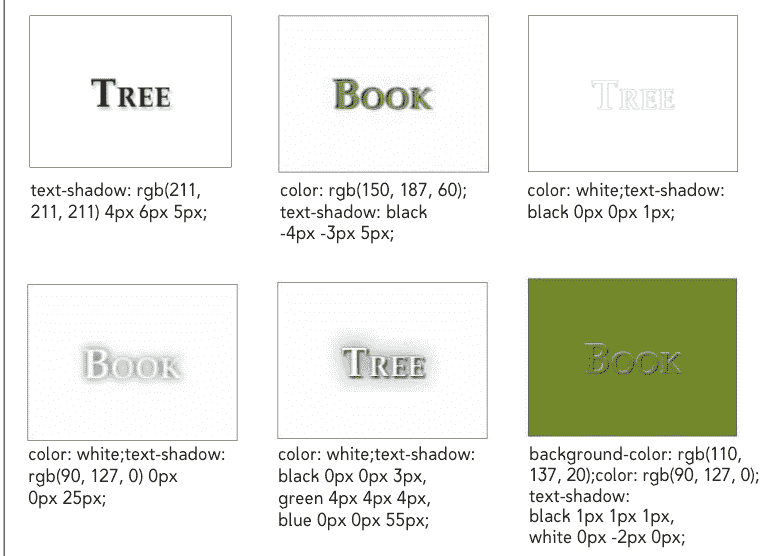 TREE
text-shadow: rgb(211,
211, 211) 4px 6px 5px;
BOOK
color: rgb(150, 187, 60);
text-shadow: black
-4px -3px 5px;
TREE
color: white;text-shadow:
black 0px 0px 1px;
BOOK
color: white;text-shadow:
rgb(90, 127, 0) 0px
0px 25px;
TREE
color: white;text-shadow:
black 0px 0px 3px,
green 4px 4px 4px,
blue 0px 0px 55px;
BOOK
background-color: rgb(110,
137, 20);color: rgb(90, 127, 0);
text-shadow:
black 1px 1px 1px,
white 0px -2px 0px;